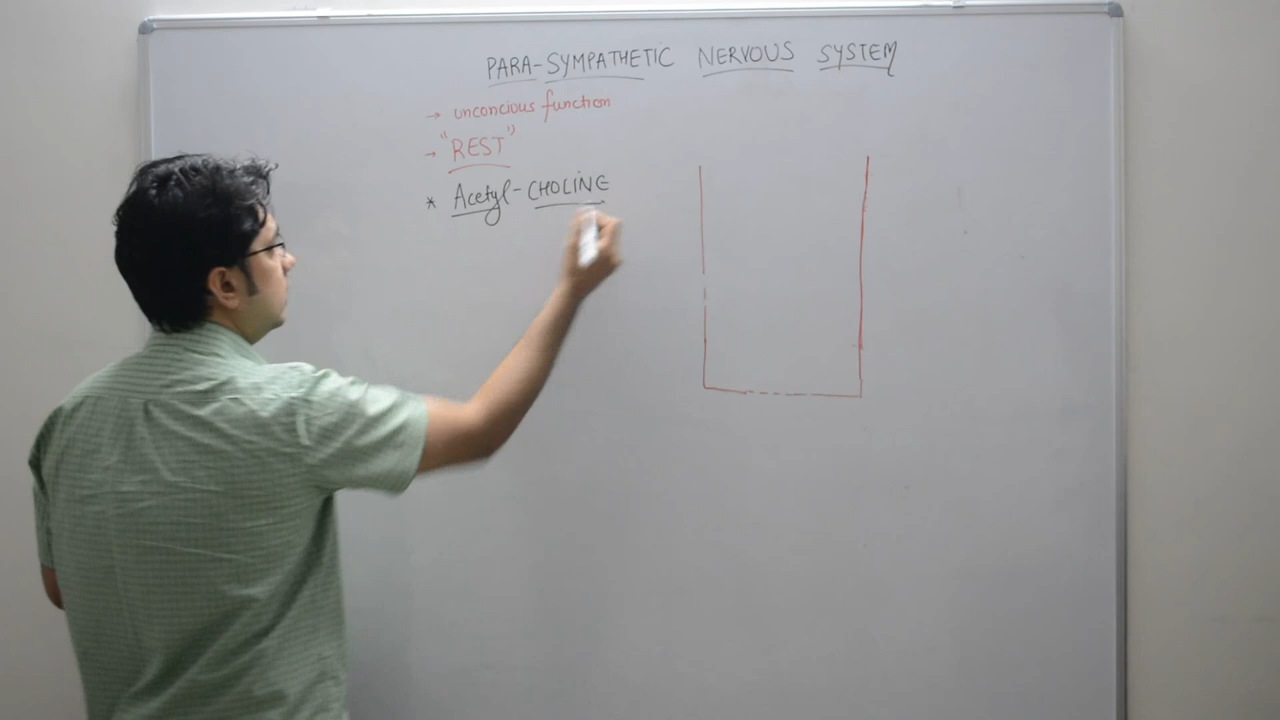 PARA-SYMPATHETIC NERVOUS SYSTEM
→ unconcious function
→ "REST"
* Acetyl-CHOLINE